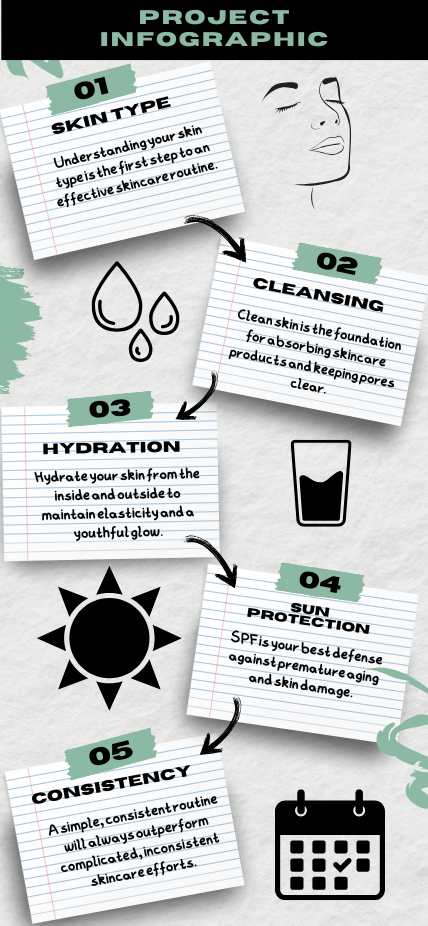 PROJECT
INFOGRAPHIC
01
SKIN TYPE
Understanding your skin
type is the first step to an
effective skincare routine.
02
CLEANSING
Clean skin is the foundation
for absorbing skincare
products and keeping pores
clear.
03
HYDRATION
Hydrate your skin from the
inside and outside to
maintain elasticity and a
youthful glow.
04
SUN
PROTECTION
SPF is your best defense
against premature aging
and skin damage.
05
CONSISTENCY
A simple, consistent routine
will always outperform
complicated, inconsistent
skincare efforts.